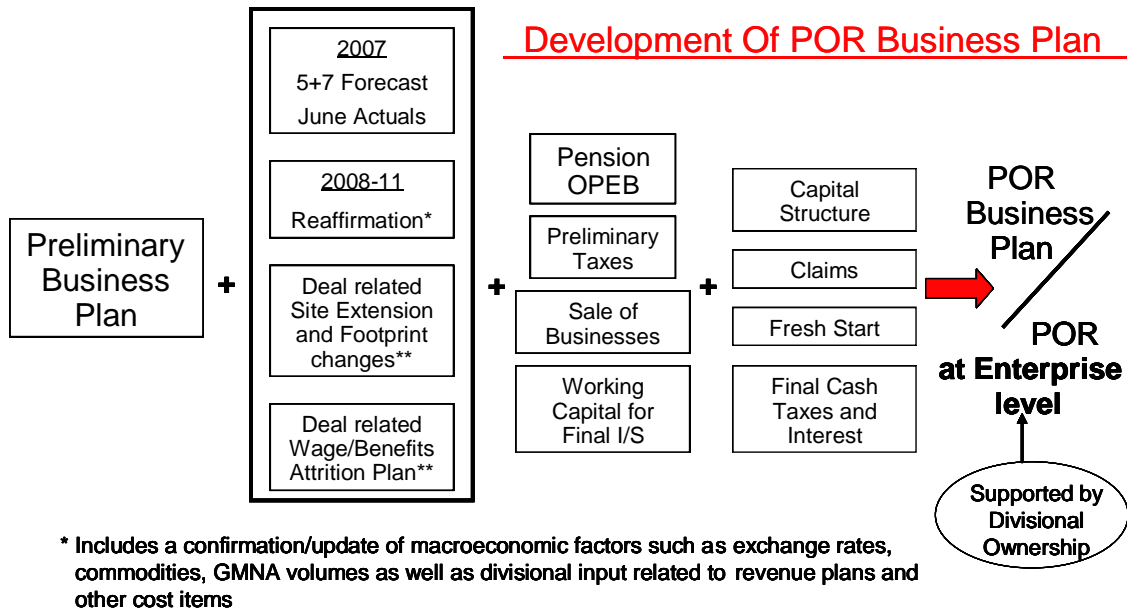 Development Of POR Business Plan
Preliminary
Business
Plan
+
2007
5+7 Forecast
June Actuals
2008-11
Reaffirmation*
Deal related
Site Extension
and Footprint
changes**
Deal related
Wage/Benefits
Attrition Plan**
+
Pension
OPEB
Preliminary
Taxes
Sale of
Businesses
Working
Capital for
Final I/S
+
Capital
Structure
Claims
Fresh Start
Final Cash
Taxes and
Interest
POR
Business
Plan
POR
at Enterprise
level
Supported by
Divisional
Ownership
* Includes a confirmation/update of macroeconomic factors such as exchange rates,
commodities, GMNA volumes as well as divisional input related to revenue plans and
other cost items